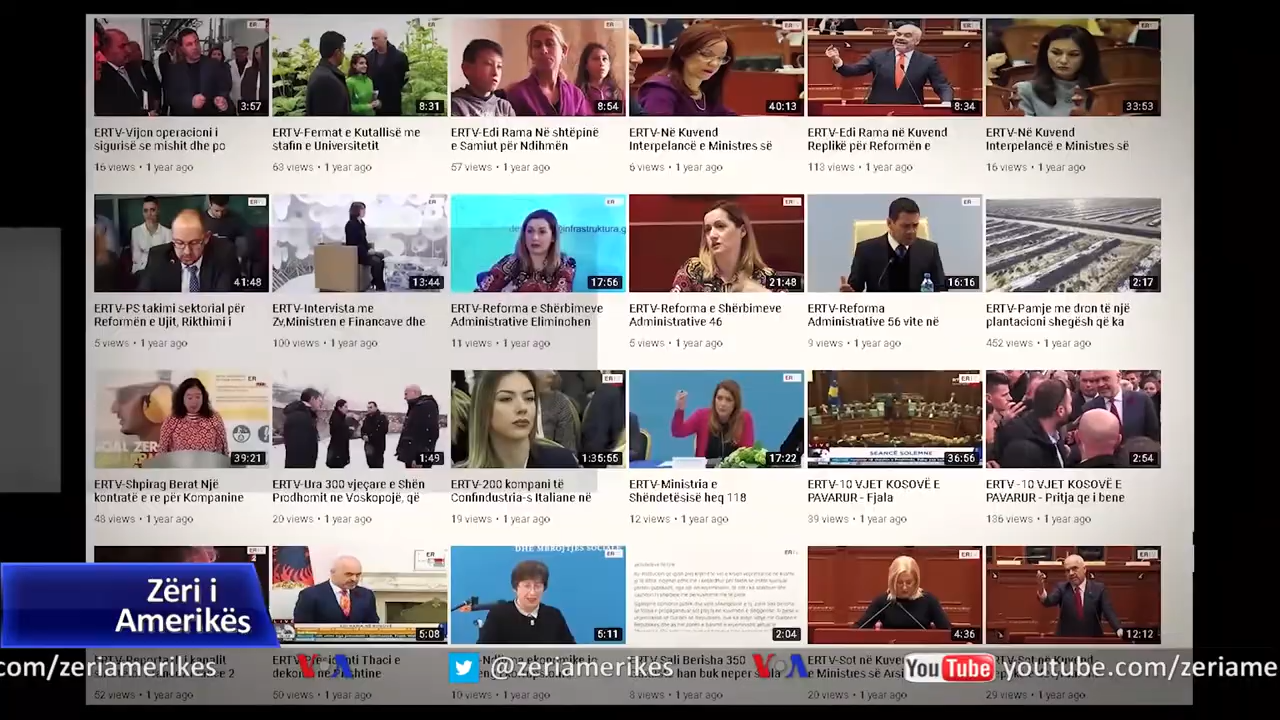 3:57
8:31
8:54
40:13
8:34
33:53
ERTV-Vijon operacioni i
sigurisë se mishit dhe po
16 views • 1 year ago
ERTV-Fermat e Kutallisë me
stafin e Universitetit
63 views • 1 year ago
ERTV-Edi Rama Në shtëpinë
e Samiut për Ndihmën
57 views • 1 year ago
ERTV-Në Kuvend
Interpelancë e Ministres së
6 views • 1 year ago
ERTV-Edi Rama në Kuvend
Replikë për Reformën e
113 views • 1 year ago
ERTV-Në Kuvend
Interpelancë e Ministres së
16 views • 1 year ago
41:48
13:44
17:56
21:48
16:16
2:17
ERTV-PS takimi sektorial për
Reformën e Ujit, Rikthimi i
5 views • 1 year ago
ERTV-Intervista me
Zv,Ministren e Financave dhe
100 views • 1 year ago
ERTV-Reforma e Shërbimeve
Administrative Eliminohen
11 views • 1 year ago
ERTV-Reforma e Shërbimeve
Administrative 46
5 views • 1 year ago
ERTV-Reforma
Administrative 56 vite në
9 views • 1 year ago
ERTV-Pamje me dron të një
plantacioni shegësh që ka
452 views • 1 year ago
39:21
1:49
1:35:55
17:22
SEANCË SOLEMNE
36:56
2:54
ERTV-Shpirag Berat Një
kontratë e re për Kompanine
48 views • 1 year ago
ERTV-Ura 300 vjeçare e Shën
Prodhomit ne Voskopojë, që
20 views • 1 year ago
ERTV-200 kompani të
Confindustria-s Italiane në
19 views • 1 year ago
ERTV-Ministria e
Shëndetësisë heq 118
12 views • 1 year ago
ERTV-10 VJET KOSOVË E
PAVARUR - Fjala
39 views • 1 year ago
ERTV -10 VJET KOSOVË E
PAVARUR - Pritja qe i bene
136 views • 1 year ago
5:08
5:11
2:04
4:36
12:12
Zëri i
Amerikës
52 views • 1 year ago
50 views • 1 year ago
10 views • 1 year ago
8 views • 1 year ago
20 views • 1 year ago
29 views • 1 year ago
.com/zeriamerikes
VOA
@zeriamerikes
VOA
YouTube
youtube.com/zeriame